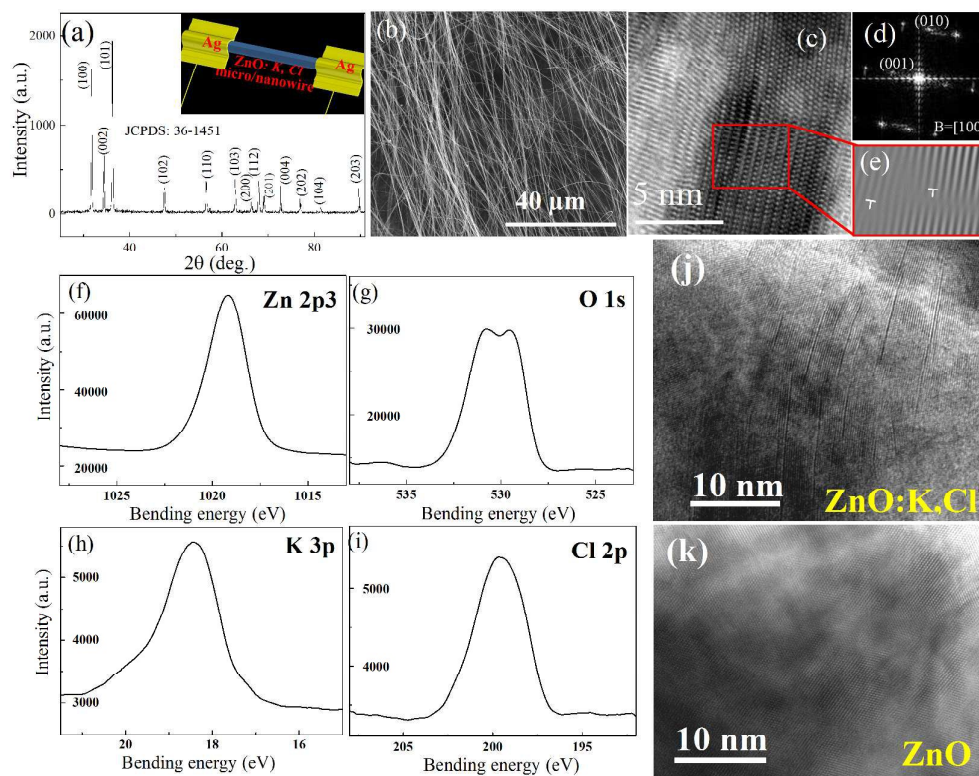 (a)
Intensity (a.u.)
2000
1000
0
(100)
(101)
(002)
JCPDS: 36-1451
(102)
(110)
(103)
(200)
(112)
(201)
(004)
(202)
(104)
(203)
40
60
80
2θ (deg.)
Ag
ZnO: K, Cl
micro/nanowire
Ag
(b)
40 µm
(c)
5 nm
(d)
(010)
(001)
B=[100
(e)
(f)
Zn 2p3
Intensity (a.u.)
60000
40000
20000
1025
1020
1015
Bending energy (eV)
(g)
O 1s
30000
20000
535
530
525
Bending energy (eV)
(h)
K 3p
Intensity (a.u.)
5000
4000
3000
20
18
16
Bending energy (eV)
(i)
Cl 2p
5000
4000
205
200
195
Bending energy (eV)
(j)
10 nm
ZnO:K,Cl
(k)
10 nm
ZnO